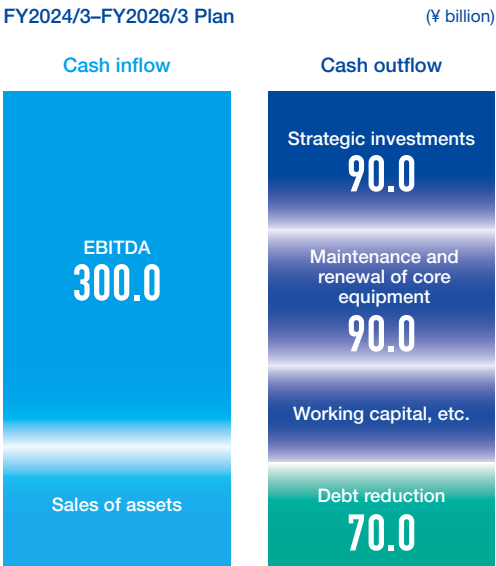 FY2024/3–FY2026/3 Plan
(¥ billion)
Cash inflow
Cash outflow
EBITDA
300.0
Sales of assets
Strategic investments
90.0
Maintenance and
renewal of core
equipment
90.0
Working capital, etc.
Debt reduction
70.0